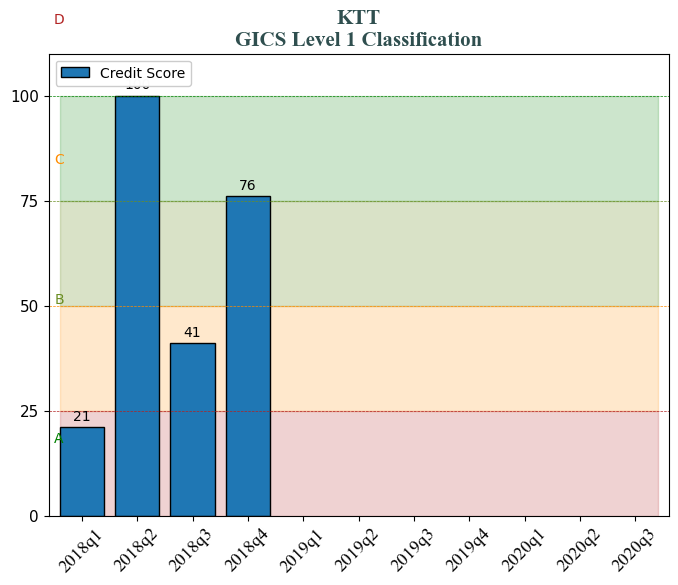 D
KTT
GICS Level 1 Classification
Credit Score
100
100
C
75
76
B
50
41
25
21
A
0
2018q1
2018q2
2018q3
2018q4
2019q1
2019q2
2019q3
2019q4
2020q1
2020q2
2020q3